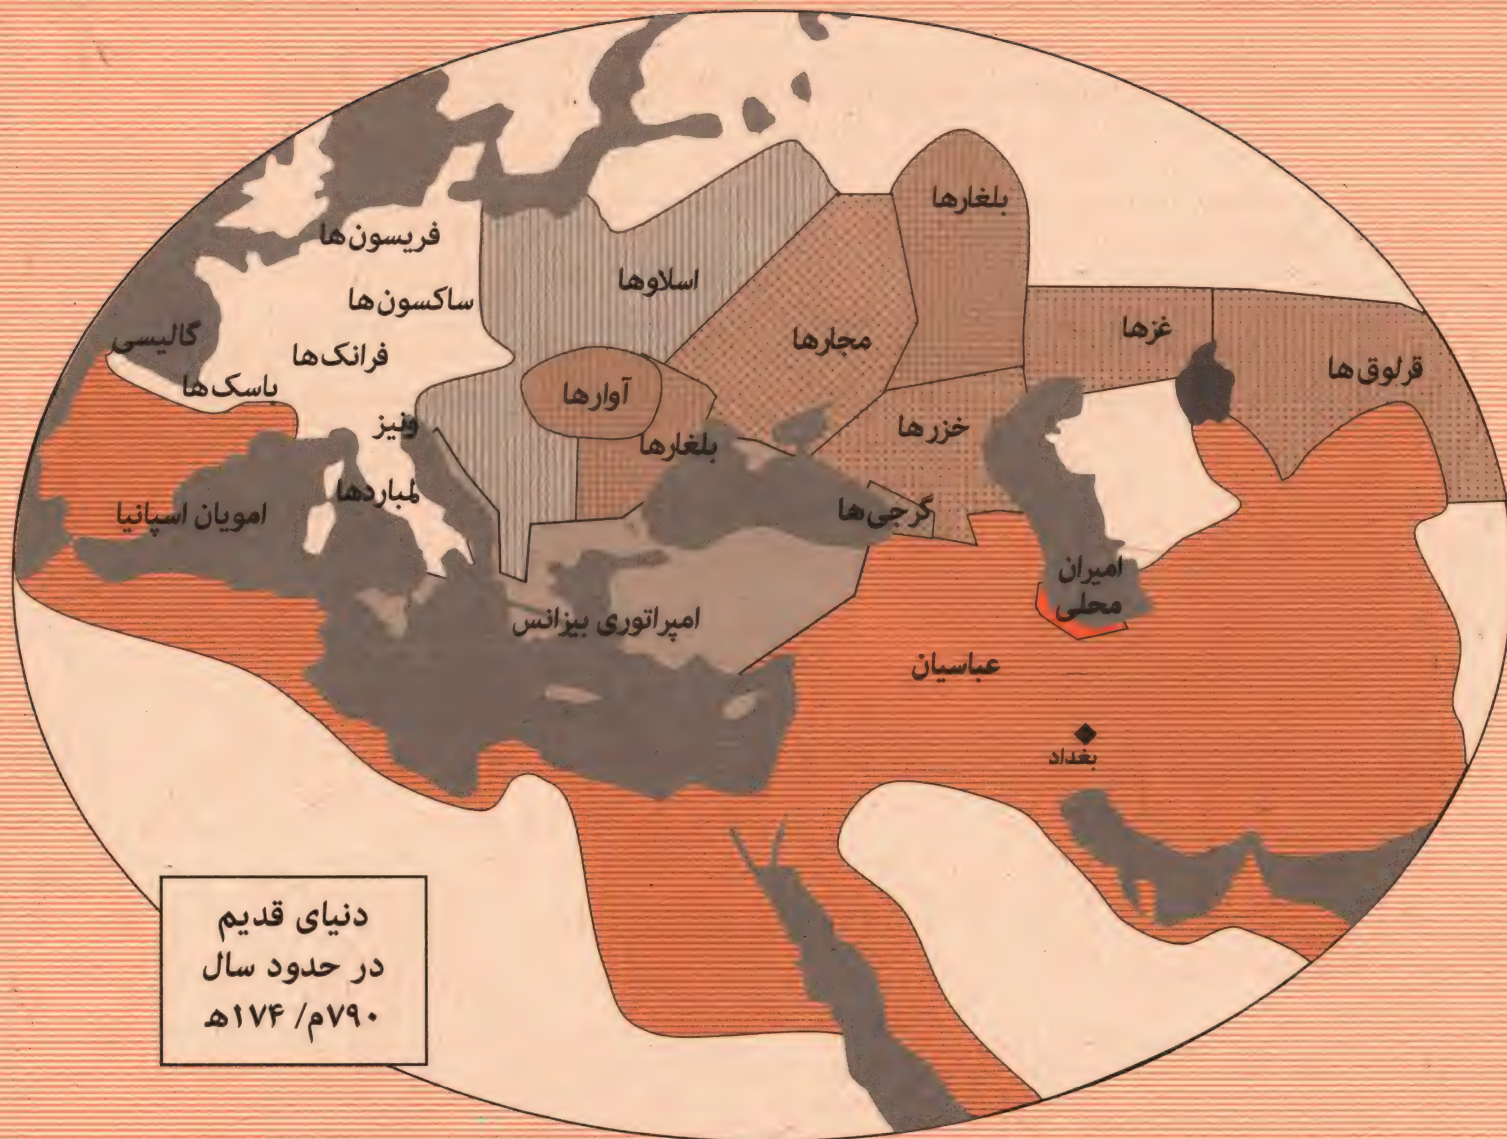 بلغارها
فریسون‌ها
اسلاوها
ساکسون‌ها
غزها
گالیسی
مجارها
فرانک‌ها
قرلوق‌ها
باسک‌ها
آوارها
ونیز
خزرها
بلغارها
لمباردها
امویان اسپانیا
گرجی‌ها
امیران
محلی
امپراتوری بیزانس
عباسیان
بغداد
دنیای قدیم
در حدود سال
۷۹۰م/ ۱۷۴ه